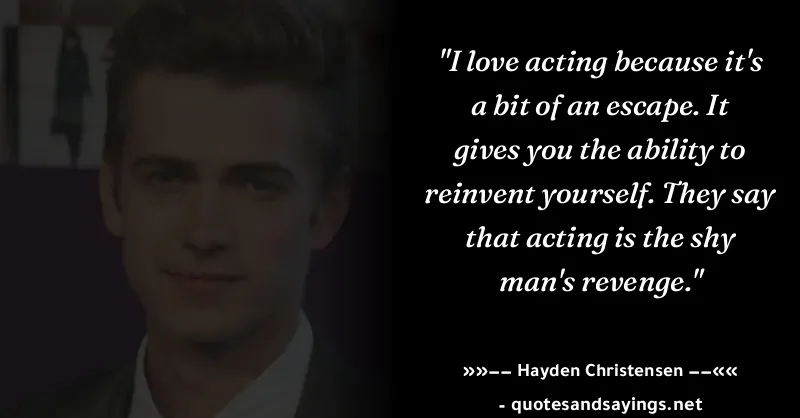 "I love acting because it's
a bit of an escape. It
gives you the ability to
reinvent yourself. They say
that acting is the shy
man's revenge."
»»–– Hayden Christensen ––««
- quotesandsayings.net